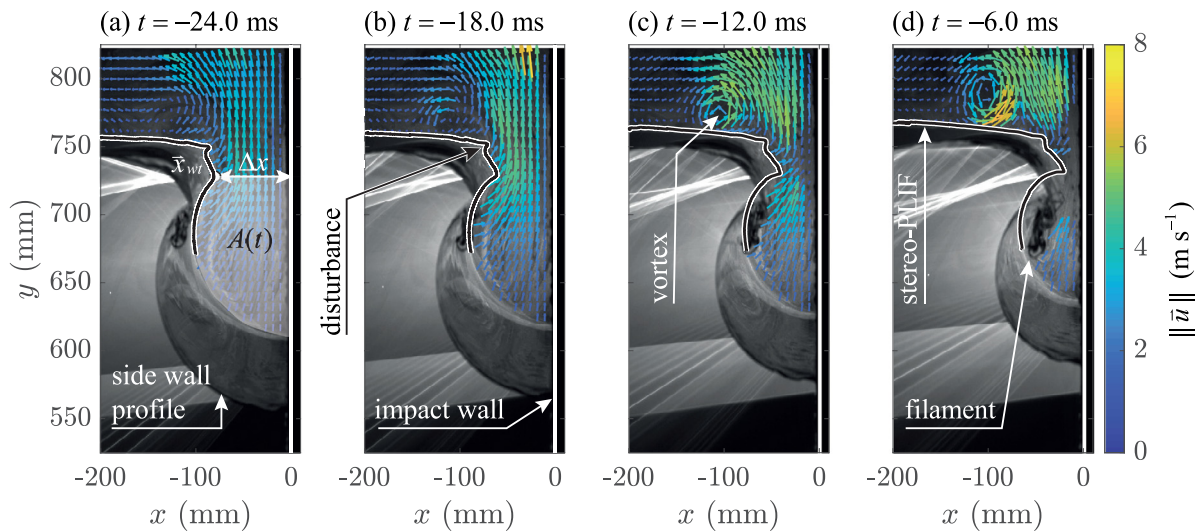 (a) t = −24.0 ms
(b) t = −18.0 ms
(c) t = −12.0 ms
(d) t = −6.0 ms
800
750
700
650
600
550
y (mm)
x̄wt
Δx
A(t)
side wall
profile
disturbance
impact wall
vortex
stereo-PLIF
filament
-200
-100
0
-200
-100
0
-200
-100
0
-200
-100
0
x (mm)
x (mm)
x (mm)
x (mm)
8
6
4
2
0
‖ū‖ (m s⁻¹)